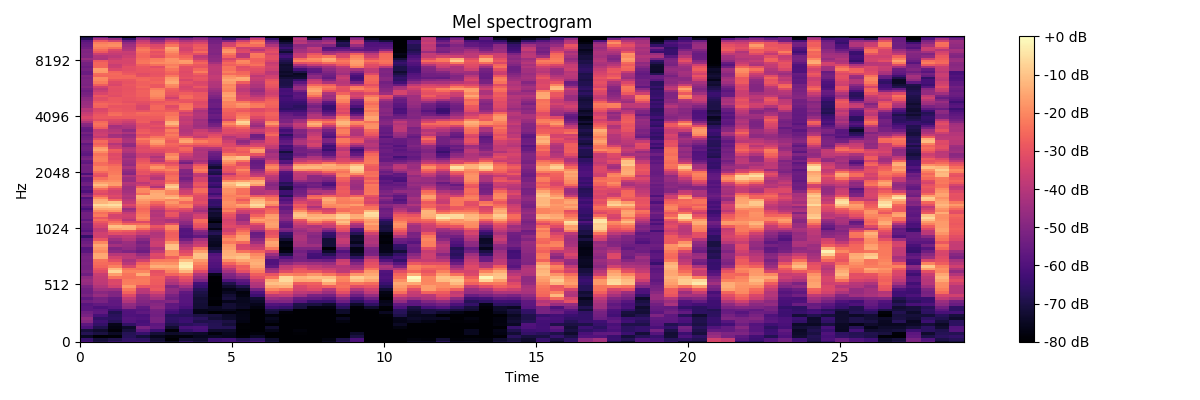 Mel spectrogram
Hz
8192
4096
2048
1024
512
0
0 5 10 15 20 25
Time
+0 dB
-10 dB
-20 dB
-30 dB
-40 dB
-50 dB
-60 dB
-70 dB
-80 dB